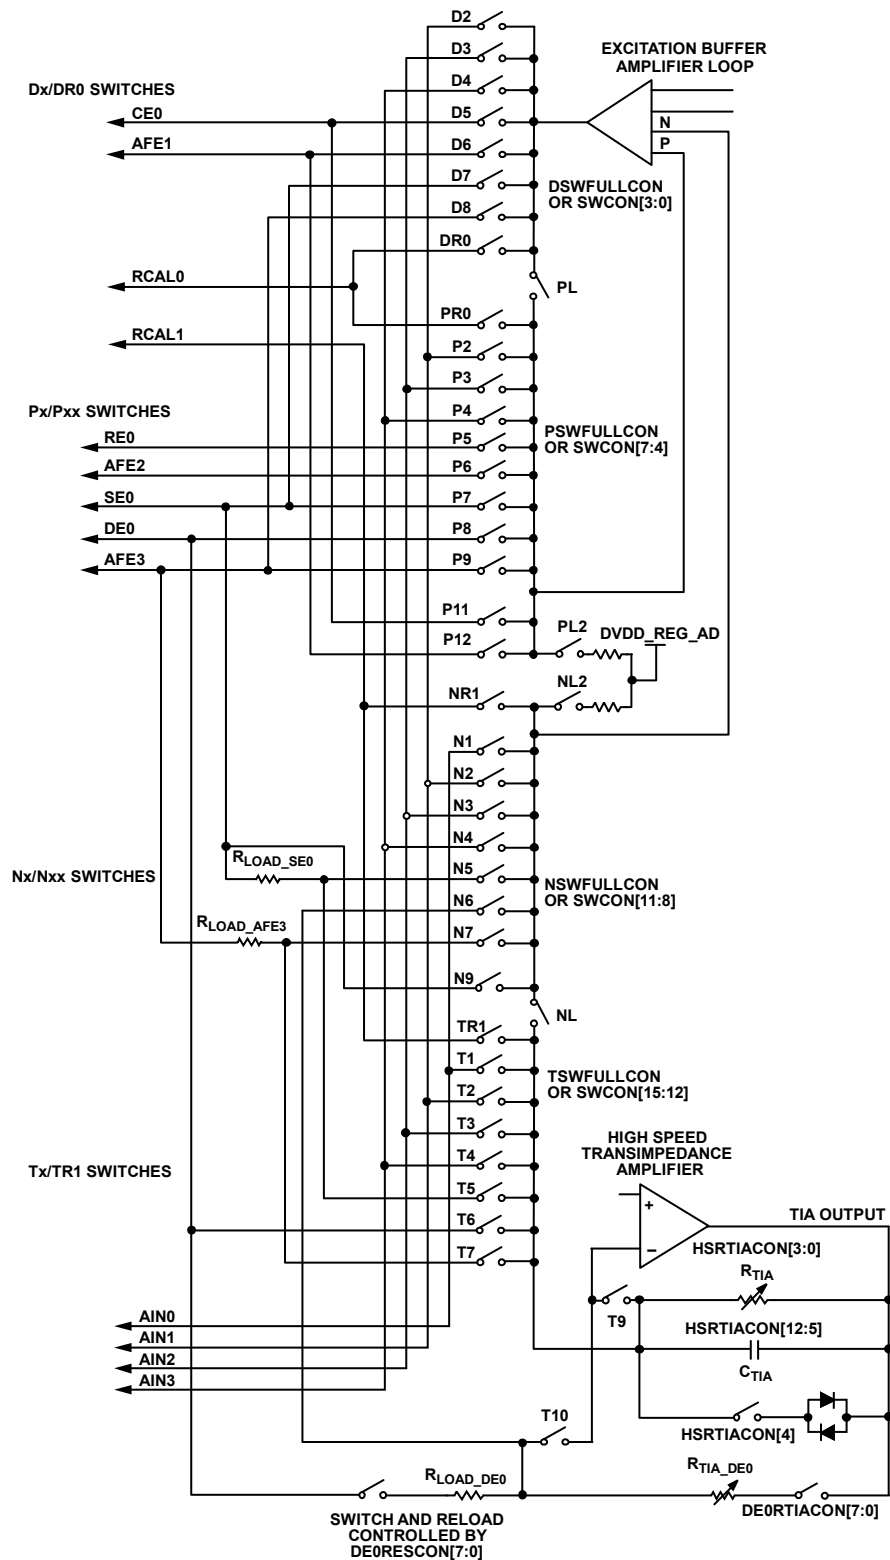 D2
EXCITATION BUFFER
AMPLIFIER LOOP
D3
Dx/DR0 SWITCHES
D4
CE0
D5
N
AFE1
D6
P
D7
DSWFULLCON
OR SWCON[3:0]
D8
DR0
RCAL0
PL
PR0
RCAL1
P2
P3
Px/Pxx SWITCHES
P4
PSWFULLCON
OR SWCON[7:4]
RE0
P5
AFE2
P6
SE0
P7
DE0
P8
AFE3
P9
P11
PL2
DVDD_REG_AD
P12
NL2
NR1
N1
N2
N3
N4
RLOAD_SE0
Nx/Nxx SWITCHES
N5
NSWFULLCON
OR SWCON[11:8]
N6
RLOAD_AFE3
N7
N9
NL
TR1
T1
TSWFULLCON
OR SWCON[15:12]
T2
T3
HIGH SPEED
TRANSIMPEDANCE
AMPLIFIER
Tx/TR1 SWITCHES
T4
T5
+
TIA OUTPUT
T6
−
HSRTIACON[3:0]
T7
RTIA
T9
AIN0
HSRTIACON[12:5]
AIN1
AIN2
CTIA
AIN3
T10
HSRTIACON[4]
RLOAD_DE0
RTIA_DE0
DE0RTIACON[7:0]
SWITCH AND RELOAD
CONTROLLED BY
DE0RESCON[7:0]